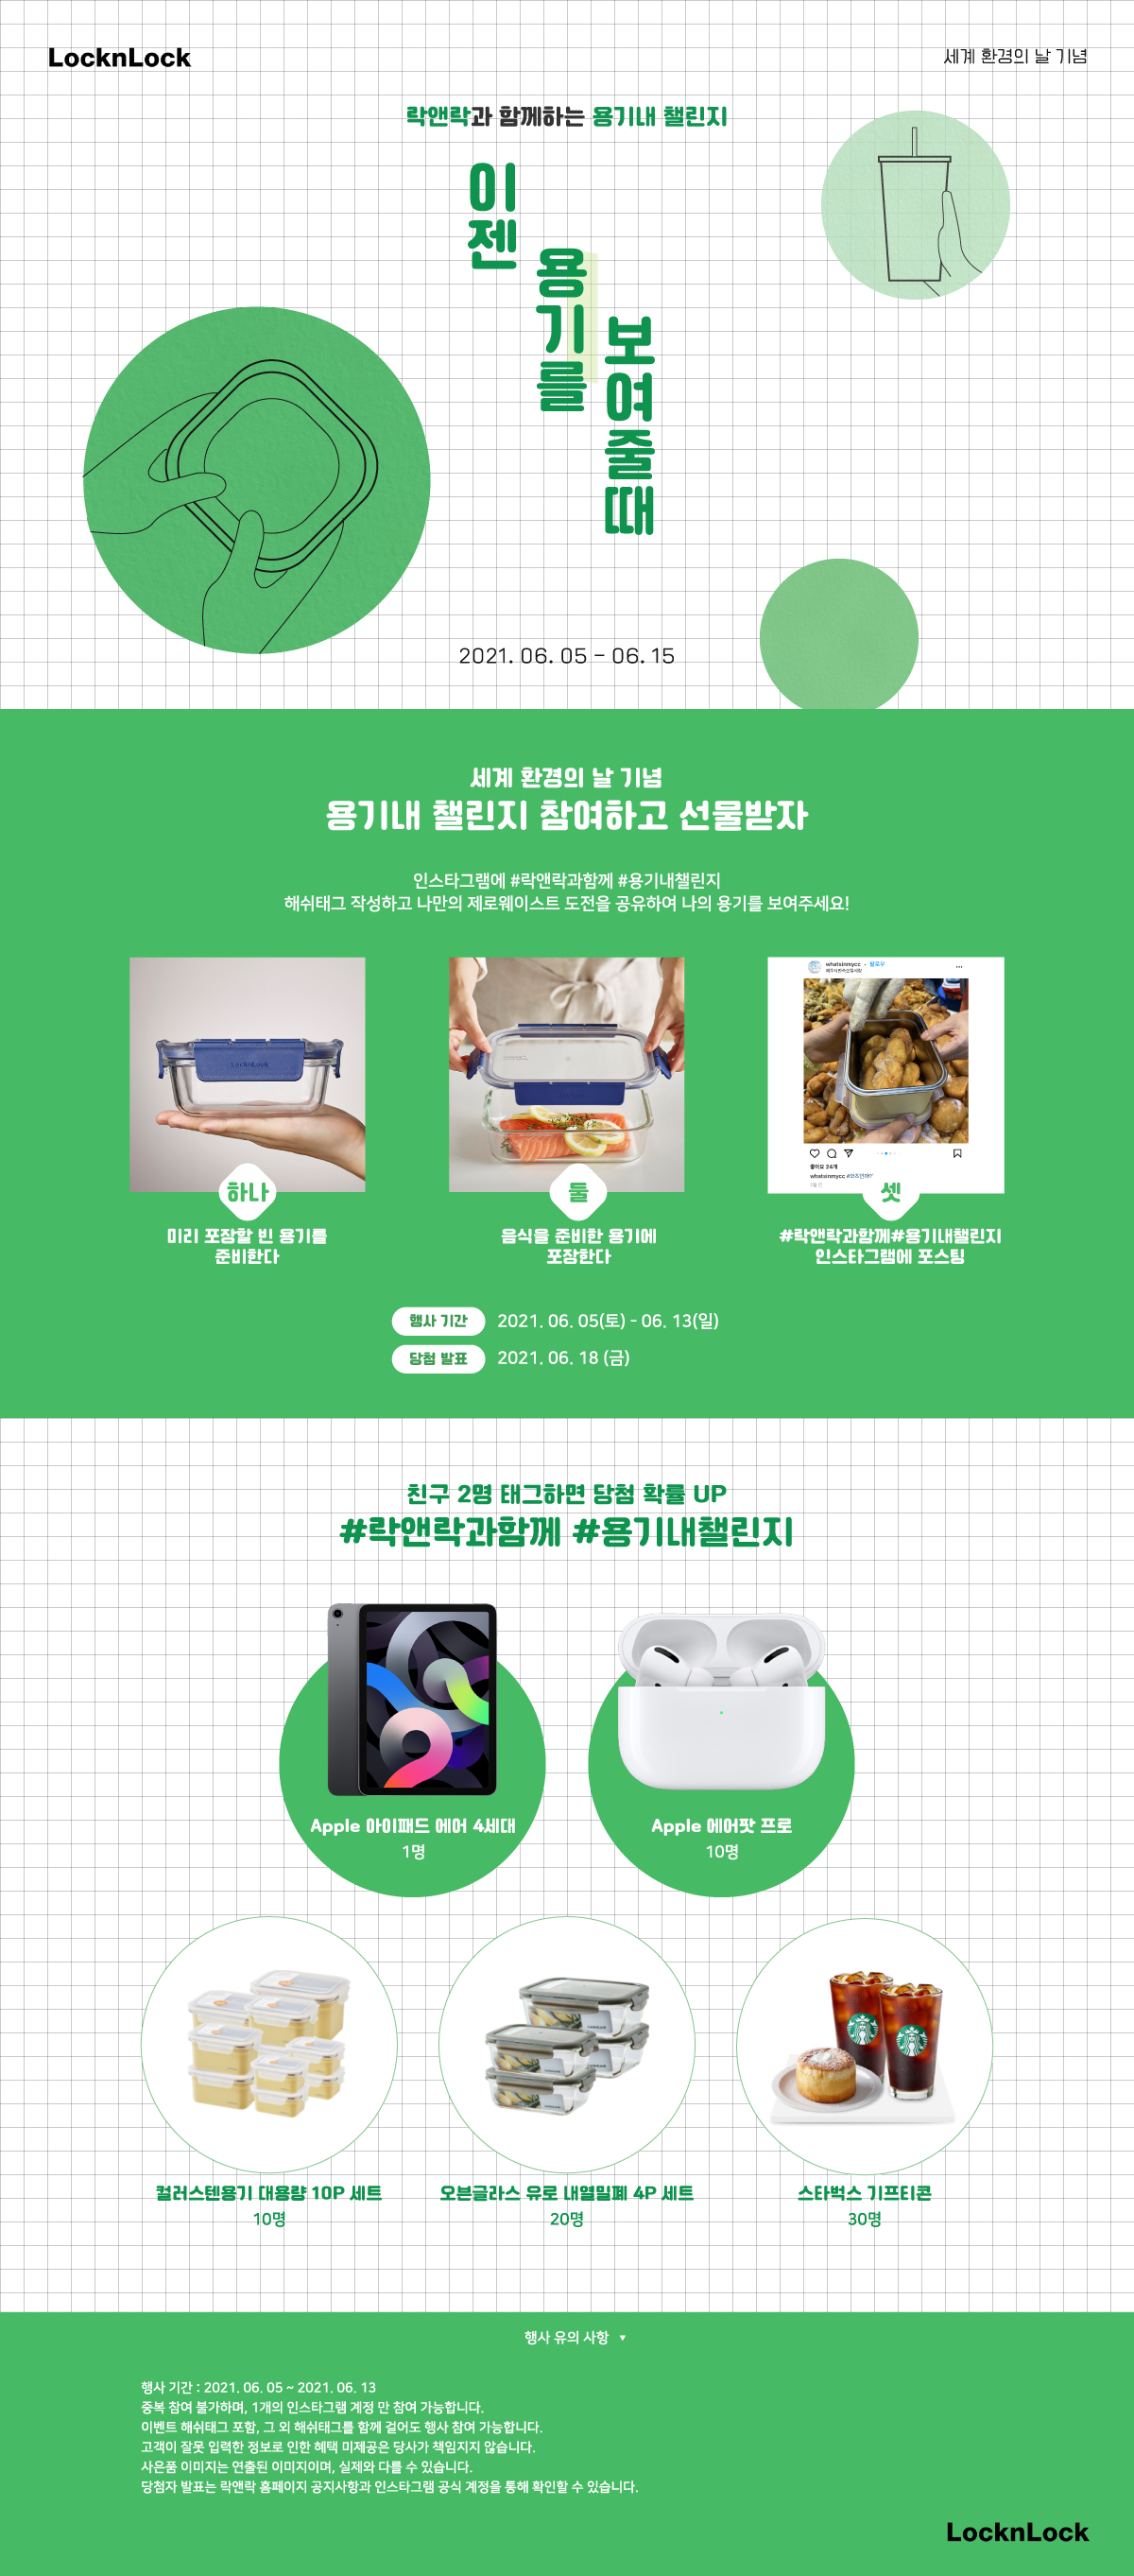 LocknLock
세계 환경의 날 기념
락앤락과 함께하는 용기내 챌린지
이젠
용기를
보여줄때
2021. 06. 05 - 06. 15
세계 환경의 날 기념
용기내 챌린지 참여하고 선물받자
인스타그램에 #락앤락과함께 #용기내챌린지
해쉬태그 작성하고 나만의 제로웨이스트 도전을 공유하여 나의 용기를 보여주세요!
LocknLock
whatsinmycc • 팔로우
좋아요 24개
whatsinmycc
하나
둘
셋
미리 포장할 빈 용기를
준비한다
음식을 준비한 용기에
포장한다
#락앤락과함께#용기내챌린지
인스타그램에 포스팅
행사 기간 2021. 06. 05(토) - 06. 13(일)
당첨 발표 2021. 06. 18 (금)
친구 2명 태그하면 당첨 확률 UP
#락앤락과함께 #용기내챌린지
Apple 아이패드 에어 4세대
1명
Apple 에어팟 프로
10명
컬러스텐용기 대용량 10P 세트
10명
오븐글라스 유로 내열밀폐 4P 세트
20명
스타벅스 기프티콘
30명
행사 유의 사항 ▼
행사 기간 : 2021. 06. 05 ~ 2021. 06. 13
중복 참여 불가하며, 1개의 인스타그램 계정 만 참여 가능합니다.
이벤트 해쉬태그 포함, 그 외 해쉬태그를 함께 걸어도 행사 참여 가능합니다.
고객이 잘못 입력한 정보로 인한 혜택 미제공은 당사가 책임지지 않습니다.
사은품 이미지는 연출된 이미지이며, 실제와 다를 수 있습니다.
당첨자 발표는 락앤락 홈페이지 공지사항과 인스타그램 공식 계정을 통해 확인할 수 있습니다.
LocknLock